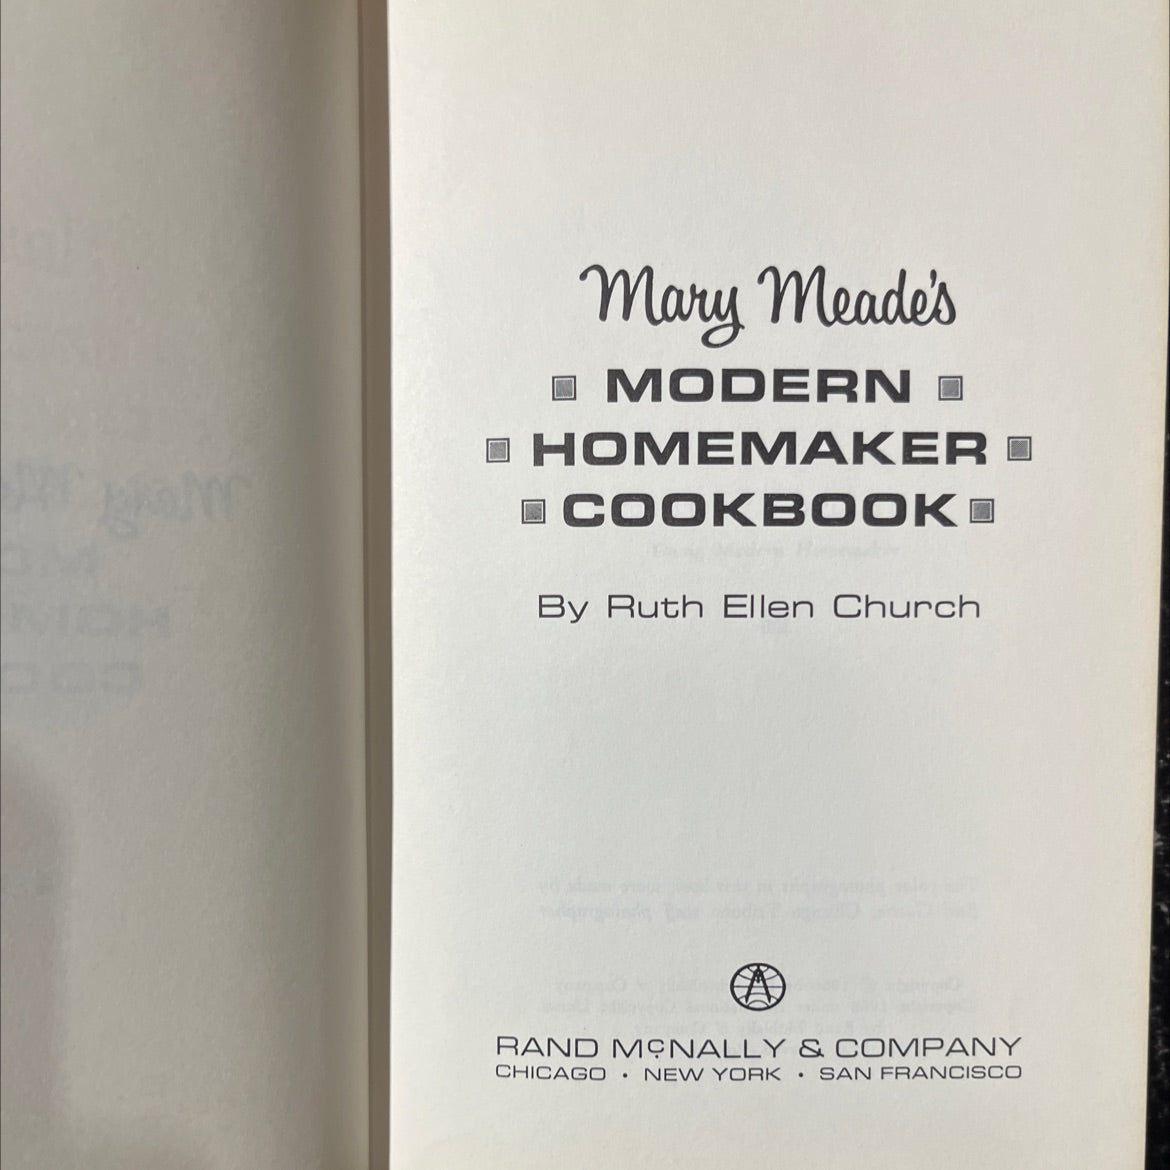 Mary Meade's
MODERN
HOMEMAKER
COOKBOOK
By Ruth Ellen Church
RAND McNALLY & COMPANY
CHICAGO • NEW YORK • SAN FRANCISCO